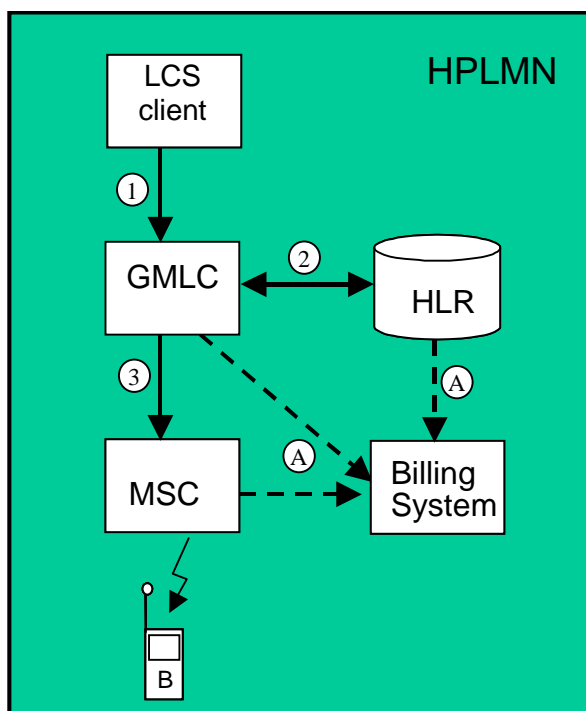 HPLMN
LCS
client
1
GMLC
2
HLR
3
A
A
MSC
Billing
System
B